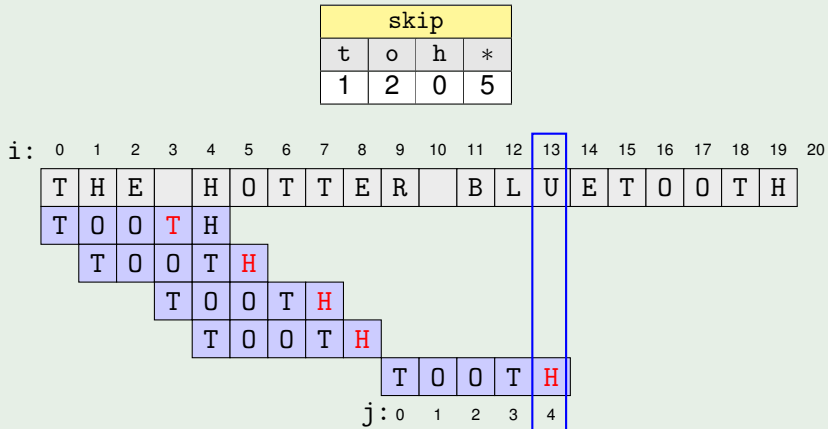 skip
t o h *
1 2 0 5
i: 0 1 2 3 4 5 6 7 8 9 10 11 12 13 14 15 16 17 18 19 20
T H E H O T T E R B L U E T O O T H
T O O T H
T O O T H
T O O T H
T O O T H
T O O T H
j: 0 1 2 3 4